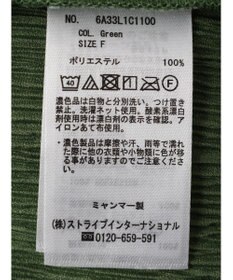 NO. 6A33L1C1100
COL. Green
SIZE F
ポリエステル 100%
濃色品は白物と分別洗い。つけ置き
禁止。洗濯ネット使用。酸素系漂白
剤使用時は漂白剤の表示を確認。ア
イロンあて布使用。
濃色品は摩擦や汗、雨等で濡れ
た際に他の衣類や小物類に色が移
る事がありますのでご注意下さい。
ミャンマー製
(株)ストライプインターナショナル
☏0120-659-591